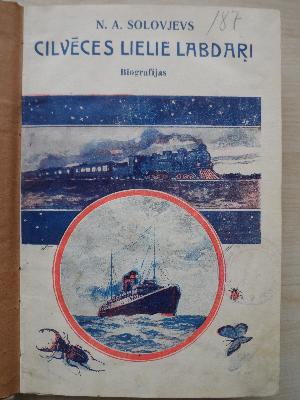 N. A. SOLOVJEVS
187
CILVĒCES LIELIE LABDAŖI
Biografijas